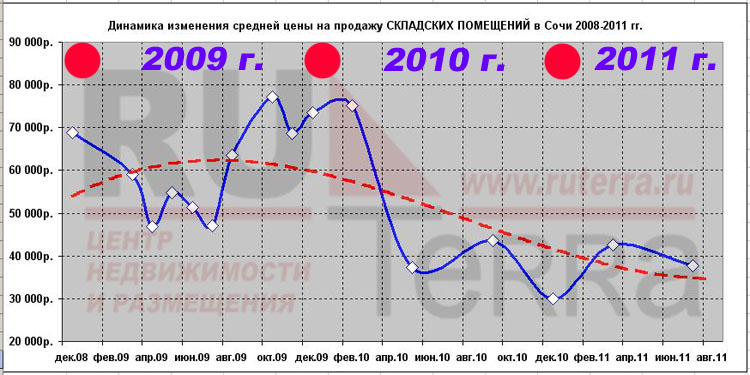 Динамика изменения средней цены на продажу СКЛАДСКИХ ПОМЕЩЕНИЙ в Сочи 2008-2011 гг.
90 000р.
80 000р.
70 000р.
60 000р.
50 000р.
40 000р.
30 000р.
20 000р.
2009 г. 2010 г. 2011 г.
RU
www.ruterra.ru
Terra
ЦЕНТР
НЕДВИЖИМОСТИ
И РАЗМЕЩЕНИЯ
дек.08 фев.09 апр.09 июн.09 авг.09 окт.09 дек.09 фев.10 апр.10 июн.10 авг.10 окт.10 дек.10 фев.11 апр.11 июн.11 авг.11